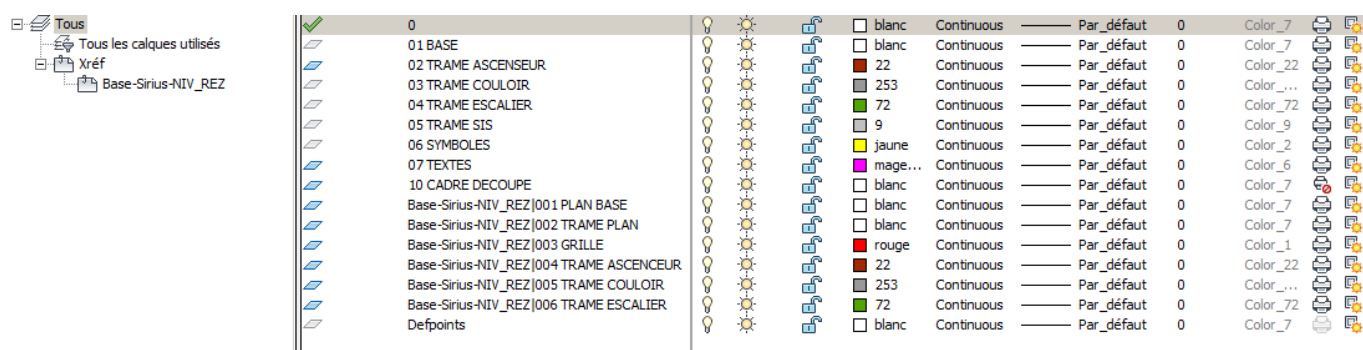 Tous
Tous les calques utilisés
Xréf
Base-Sirius-NIV_REZ
0 blanc Continuous Par_défaut 0 Color_7
01 BASE blanc Continuous Par_défaut 0 Color_7
02 TRAME ASCENSEUR 22 Continuous Par_défaut 0 Color_22
03 TRAME COULOIR 253 Continuous Par_défaut 0 Color_...
04 TRAME ESCALIER 72 Continuous Par_défaut 0 Color_72
05 TRAME SIS 9 Continuous Par_défaut 0 Color_9
06 SYMBOLES jaune Continuous Par_défaut 0 Color_2
07 TEXTES mage... Continuous Par_défaut 0 Color_6
10 CADRE DECOUPE blanc Continuous Par_défaut 0 Color_7
Base-Sirius-NIV_REZ|001 PLAN BASE blanc Continuous Par_défaut 0 Color_7
Base-Sirius-NIV_REZ|002 TRAME PLAN blanc Continuous Par_défaut 0 Color_7
Base-Sirius-NIV_REZ|003 GRILLE rouge Continuous Par_défaut 0 Color_1
Base-Sirius-NIV_REZ|004 TRAME ASCENCEUR 22 Continuous Par_défaut 0 Color_22
Base-Sirius-NIV_REZ|005 TRAME COULOIR 253 Continuous Par_défaut 0 Color_...
Base-Sirius-NIV_REZ|006 TRAME ESCALIER 72 Continuous Par_défaut 0 Color_72
Defpoints blanc Continuous Par_défaut 0 Color_7